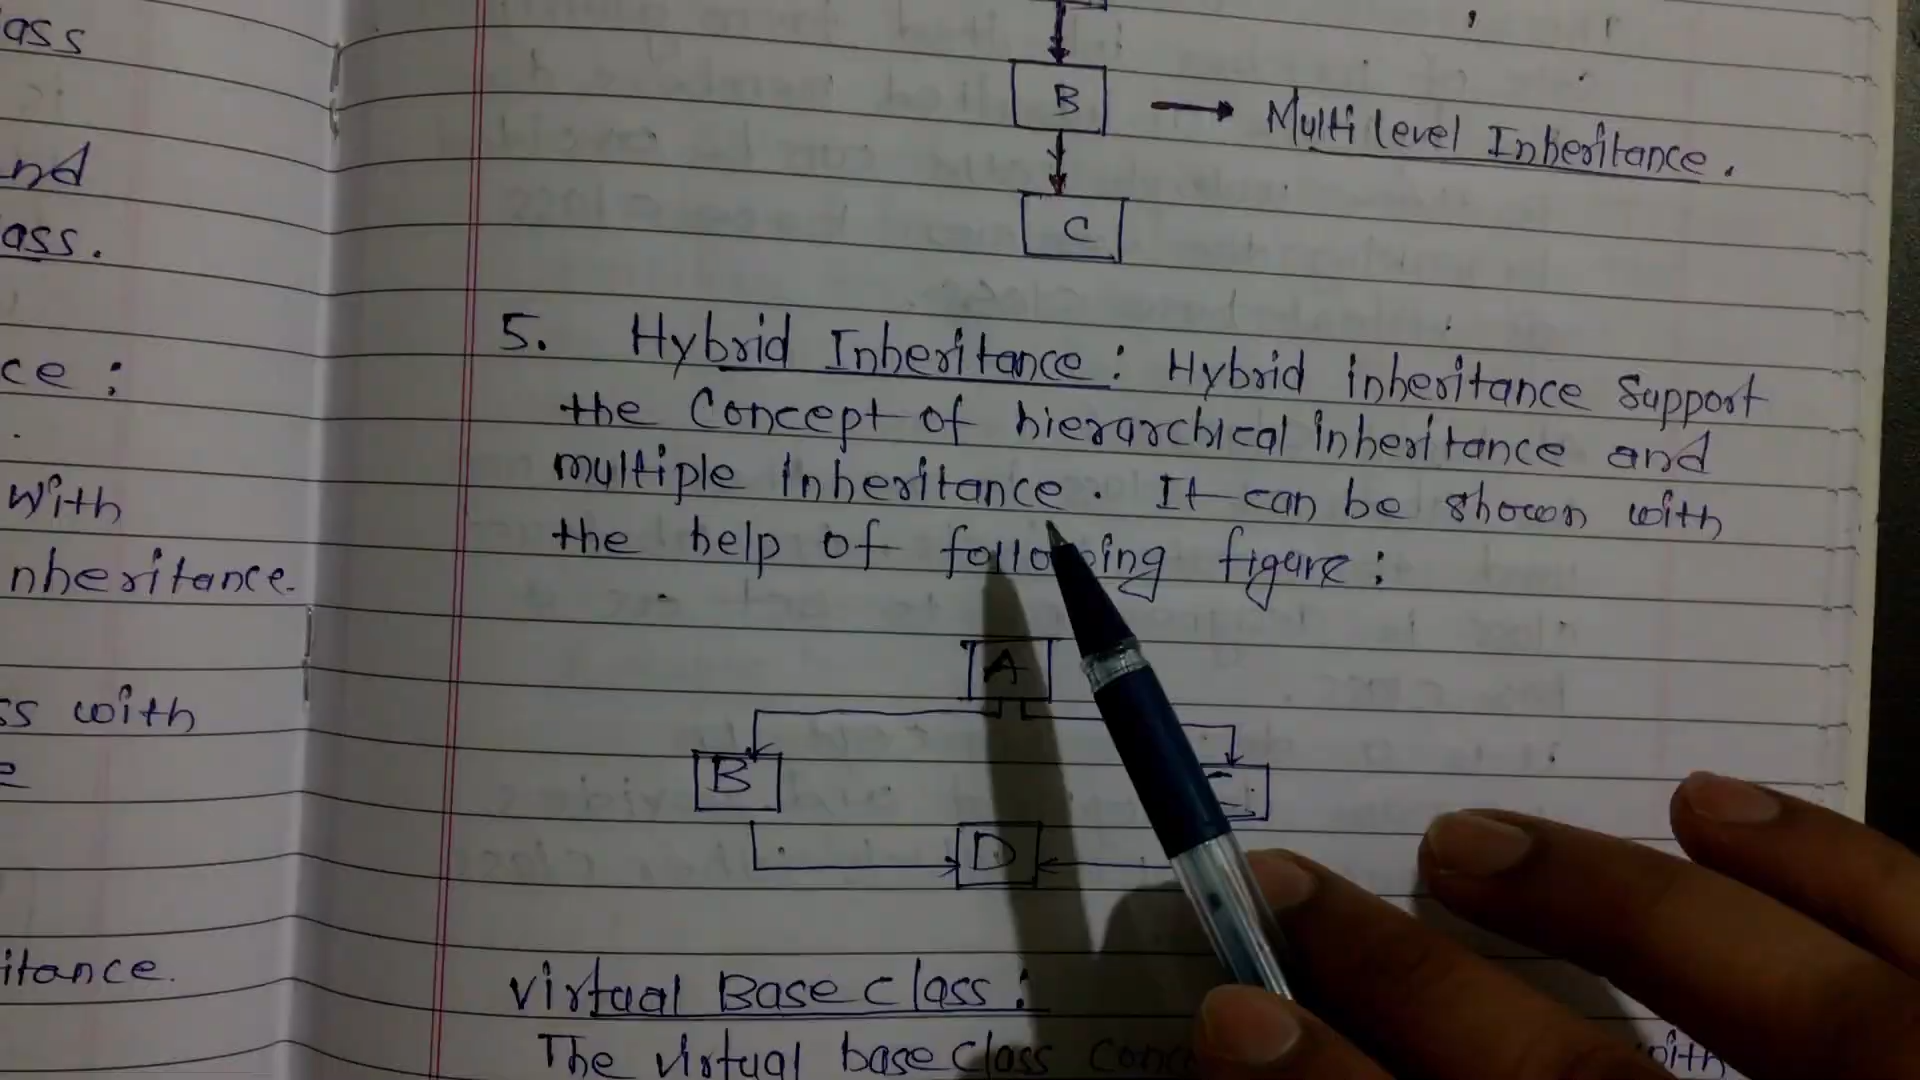 ass
nd
ass.
ce :
with
nheritance.
ss with
e
itance.
B → Multi level Inheritance.
C
5. Hybrid Inheritance : Hybrid inheritance Support
the Concept of hierarchical inheritance and
multiple inheritance. It can be shown with
the help of following figure :
A
B
D
Virtual Base class :
The virtual base class with